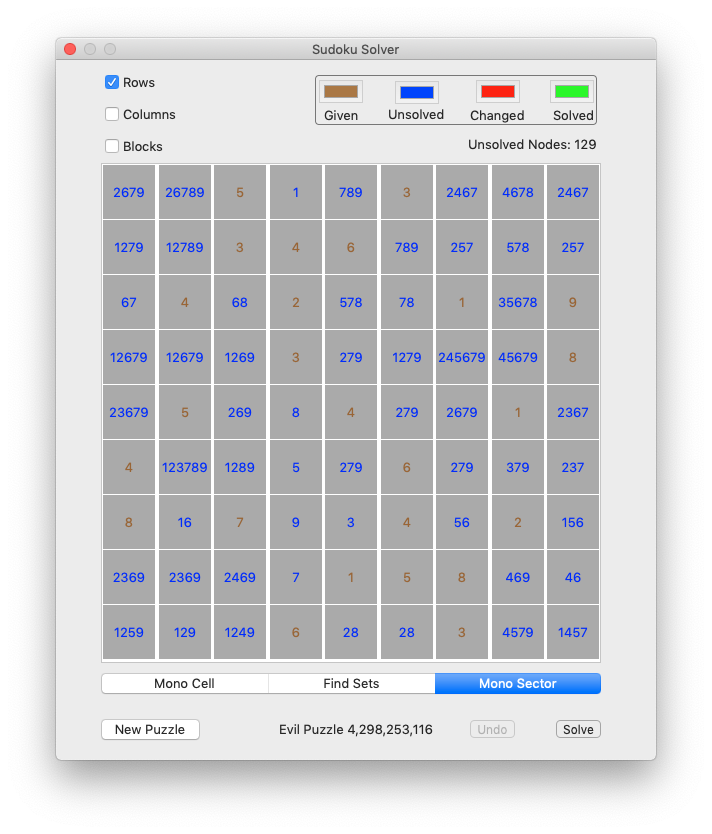 Sudoku Solver
Rows
Columns
Blocks
Given Unsolved Changed Solved
Unsolved Nodes: 129
2679 26789 5 1 789 3 2467 4678 2467
1279 12789 3 4 6 789 257 578 257
67 4 68 2 578 78 1 35678 9
12679 12679 1269 3 279 1279 245679 45679 8
23679 5 269 8 4 279 2679 1 2367
4 123789 1289 5 279 6 279 379 237
8 16 7 9 3 4 56 2 156
2369 2369 2469 7 1 5 8 469 46
1259 129 1249 6 28 28 3 4579 1457
Mono Cell Find Sets Mono Sector
New Puzzle Evil Puzzle 4,298,253,116 Undo Solve